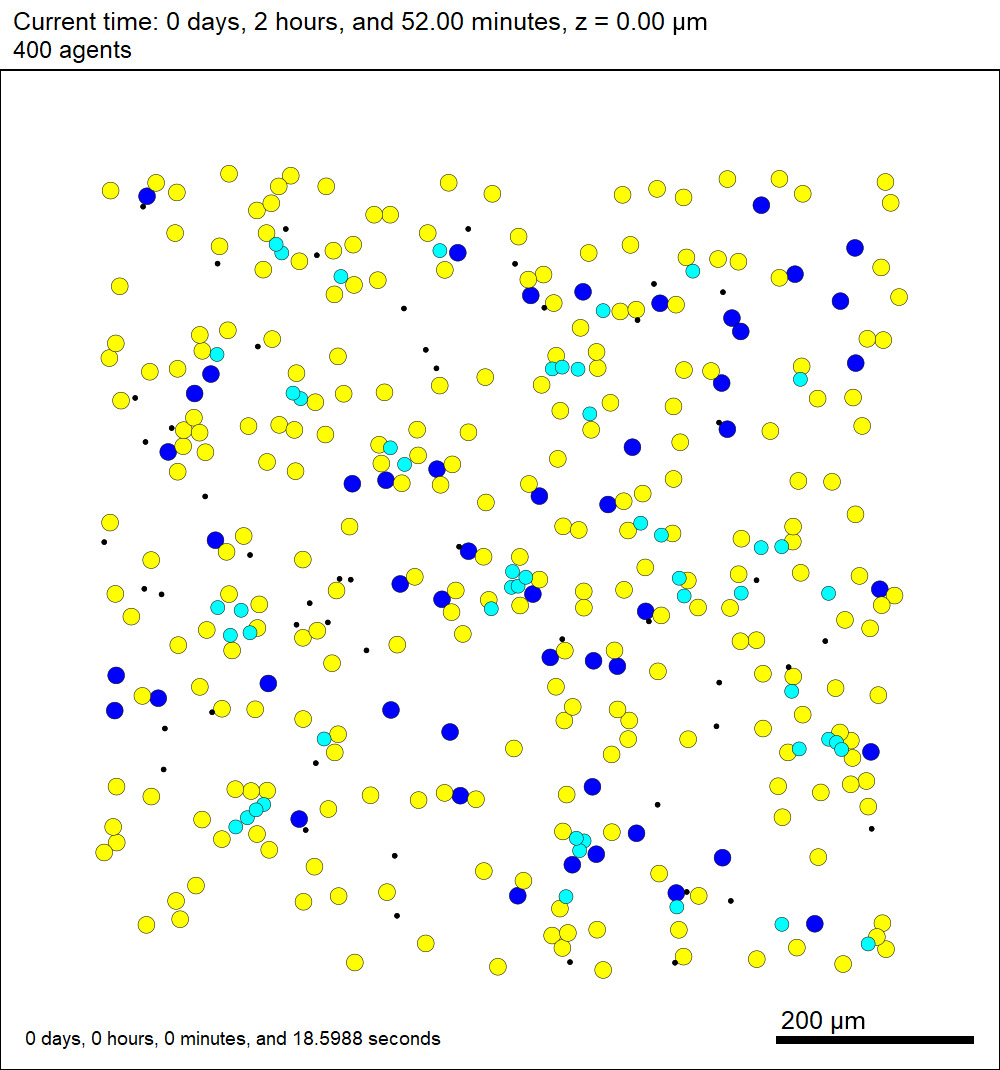 Current time: 0 days, 2 hours, and 52.00 minutes, z = 0.00 μm
400 agents
200 μm
0 days, 0 hours, 0 minutes, and 18.5988 seconds